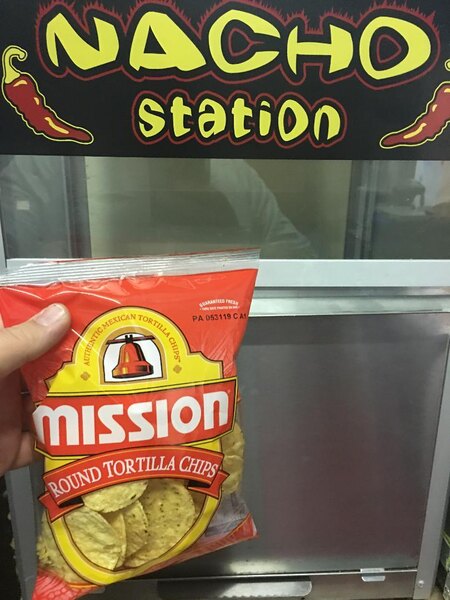 NACHO
station
GUARANTEED FRESH
PA 053119 C A1
AUTHENTIC MEXICAN TORTILLA CHIPS
MISSION
ROUND TORTILLA CHIPS